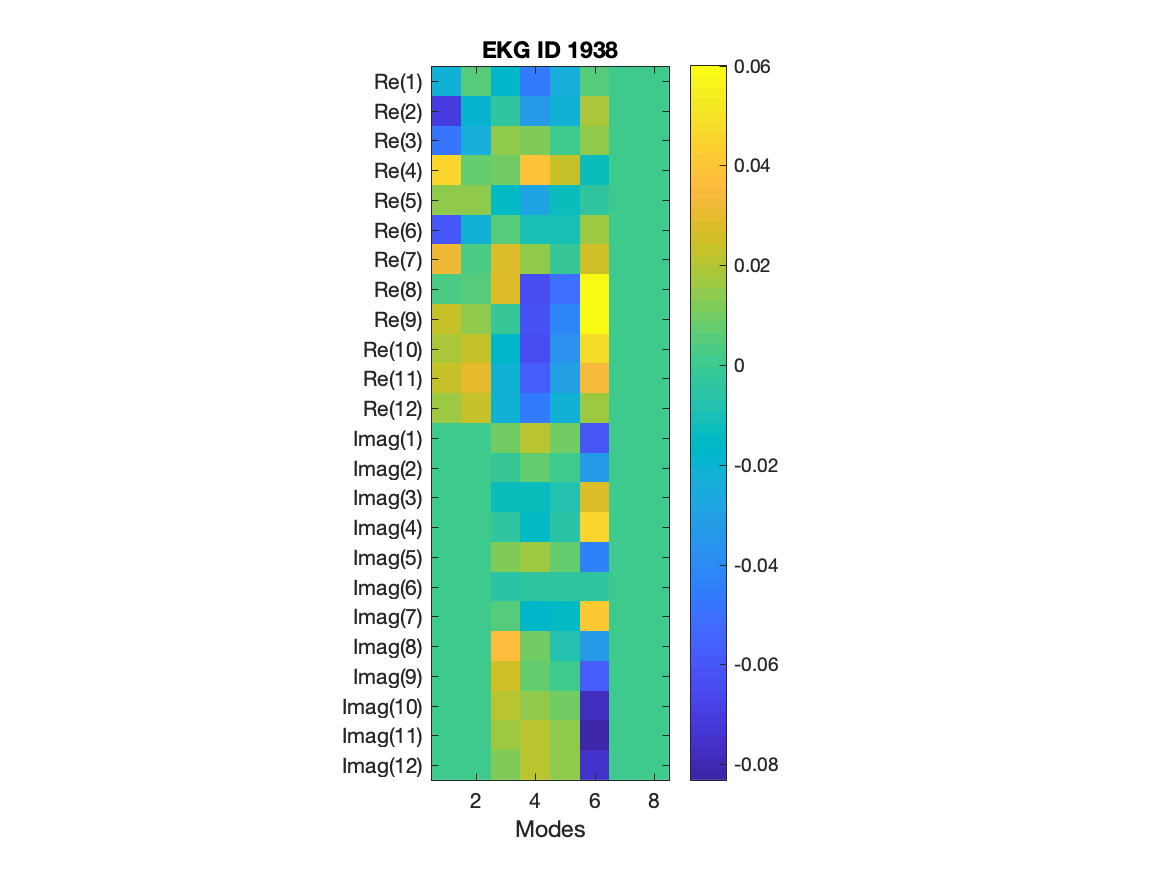 EKG ID 1938
Re(1)
Re(2)
Re(3)
Re(4)
Re(5)
Re(6)
Re(7)
Re(8)
Re(9)
Re(10)
Re(11)
Re(12)
Imag(1)
Imag(2)
Imag(3)
Imag(4)
Imag(5)
Imag(6)
Imag(7)
Imag(8)
Imag(9)
Imag(10)
Imag(11)
Imag(12)
2 4 6 8
Modes
0.06
0.04
0.02
0
-0.02
-0.04
-0.06
-0.08